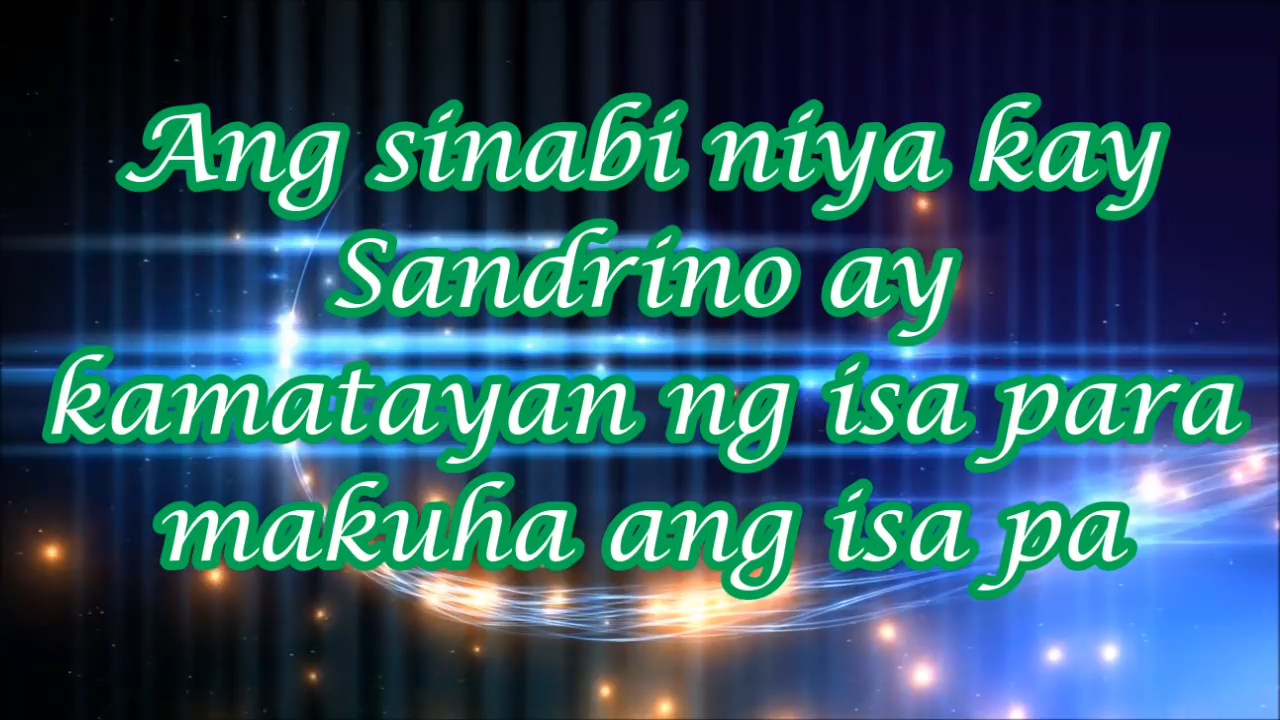 Ang sinabi niya kay
Sandrino ay
kamatayan ng isa para
makuha ang isa pa